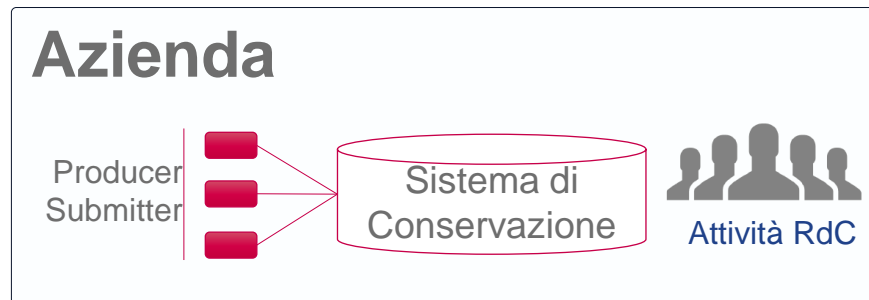 Azienda
Producer
Submitter
Sistema di
Conservazione
Attività RdC